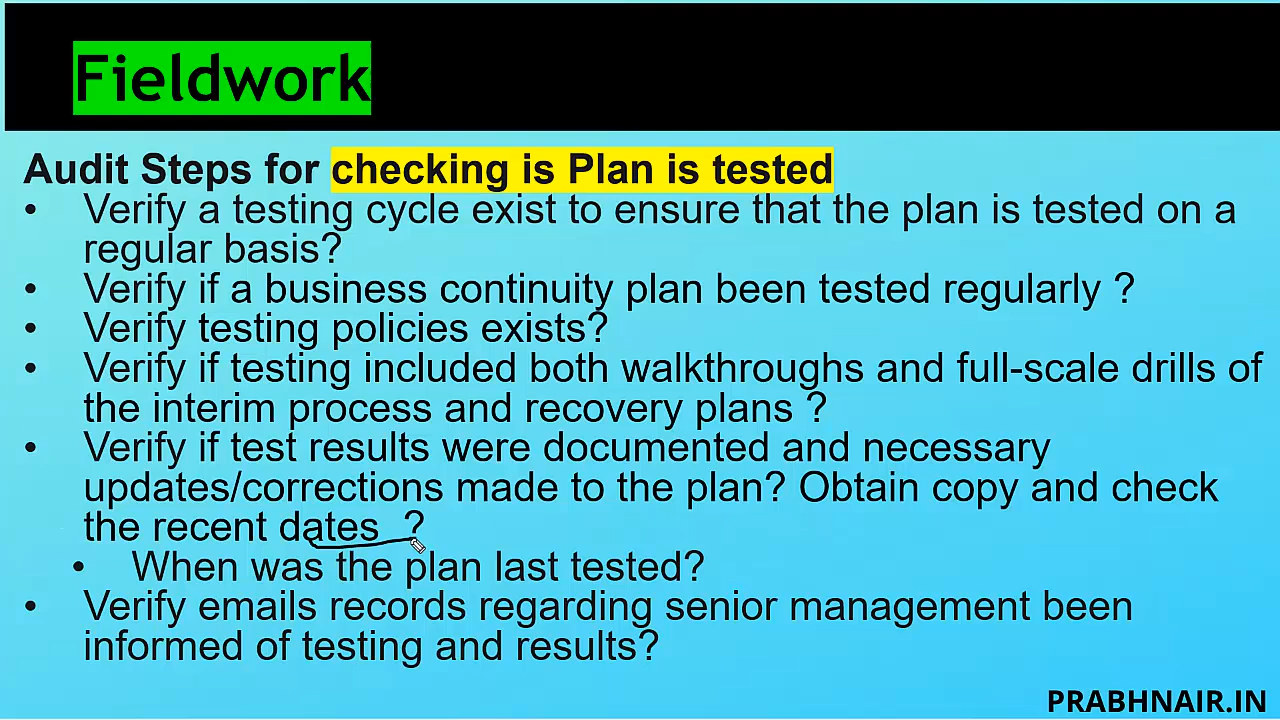 Fieldwork
Audit Steps for checking is Plan is tested
• Verify a testing cycle exist to ensure that the plan is tested on a
regular basis?
• Verify if a business continuity plan been tested regularly ?
• Verify testing policies exists?
• Verify if testing included both walkthroughs and full-scale drills of
the interim process and recovery plans ?
• Verify if test results were documented and necessary
updates/corrections made to the plan? Obtain copy and check
the recent dates ?
• When was the plan last tested?
• Verify emails records regarding senior management been
informed of testing and results?
PRABHNAIR.IN